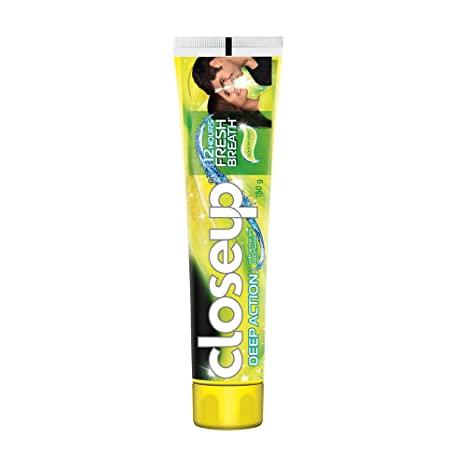 12 HOURS*
FRESH
BREATH
150 g
closeup
DEEP ACTION